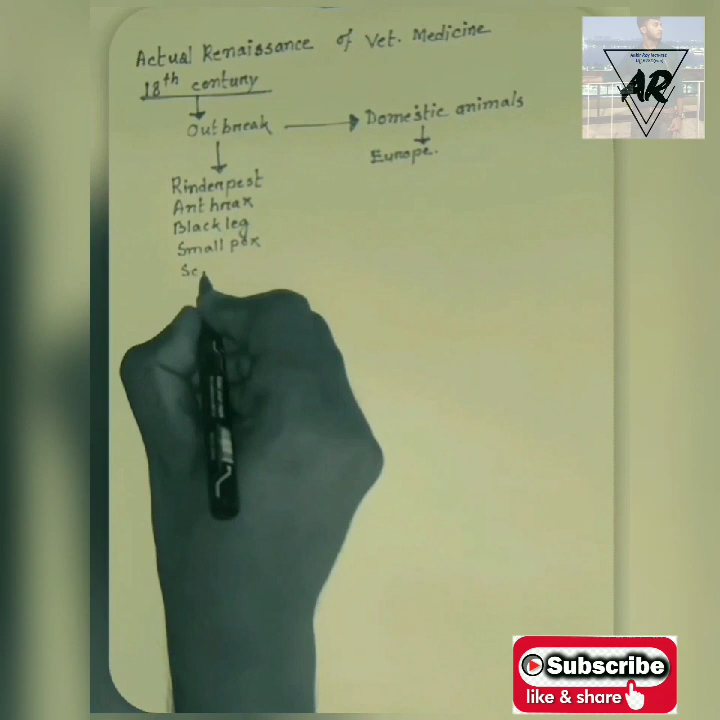 Actual Renaissance of Vet. Medicine
18th century
Outbreak → Domestic animals
Europe.
Rinderpest
Anthrax
Black leg
Small pox
Sc
AR
Subscribe
like & share